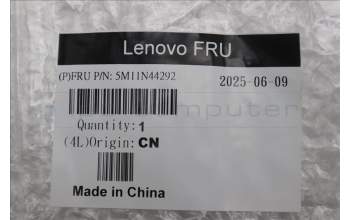 Lenovo FRU
(P)FRU P/N: 5M11N44292
2025-06-09
Quantity: 1
(4L)Origin: CN
Made in China